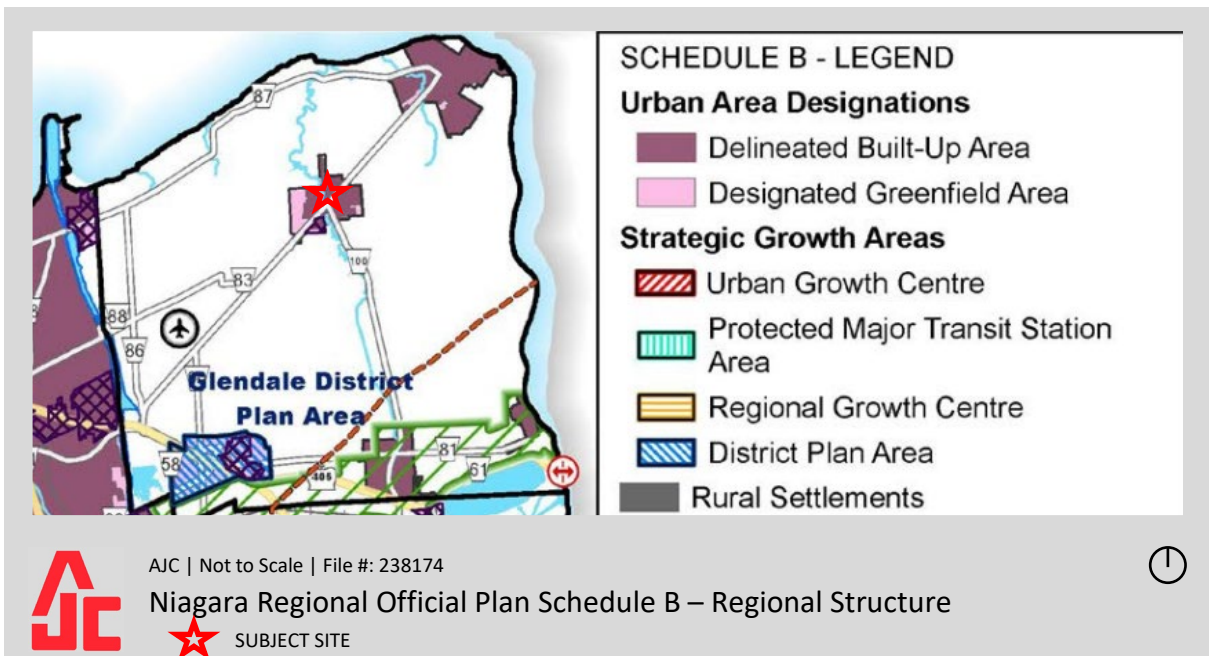 SCHEDULE B - LEGEND
Urban Area Designations
Delineated Built-Up Area
Designated Greenfield Area
Strategic Growth Areas
Urban Growth Centre
Protected Major Transit Station
Area
Regional Growth Centre
District Plan Area
Rural Settlements
87
100
83
88
86
Glendale District
Plan Area
58
405
81
61
AJC
AJC | Not to Scale | File #: 238174
Niagara Regional Official Plan Schedule B – Regional Structure
SUBJECT SITE